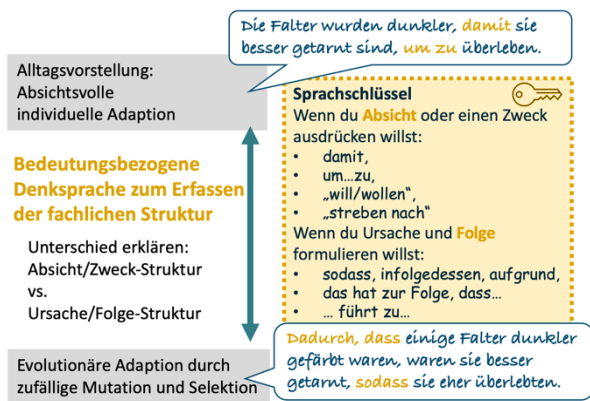 Die Falter wurden dunkler, damit sie
besser getarnt sind, um zu überleben.
Alltagsvorstellung:
Absichtsvolle
individuelle Adaption
Bedeutungsbezogene
Denksprache zum Erfassen
der fachlichen Struktur
Unterschied erklären:
Absicht/Zweck-Struktur
vs.
Ursache/Folge-Struktur
Sprachschlüssel
Wenn du Absicht oder einen Zweck
ausdrücken willst:
• damit,
• um...zu,
• „will/wollen",
• „streben nach"
Wenn du Ursache und Folge
formulieren willst:
• sodass, infolgedessen, aufgrund,
• das hat zur Folge, dass...
• ... führt zu...
Dadurch, dass einige Falter dunkler
gefärbt waren, waren sie besser
getarnt, sodass sie eher überlebten.
Evolutionäre Adaption durch
zufällige Mutation und Selektion